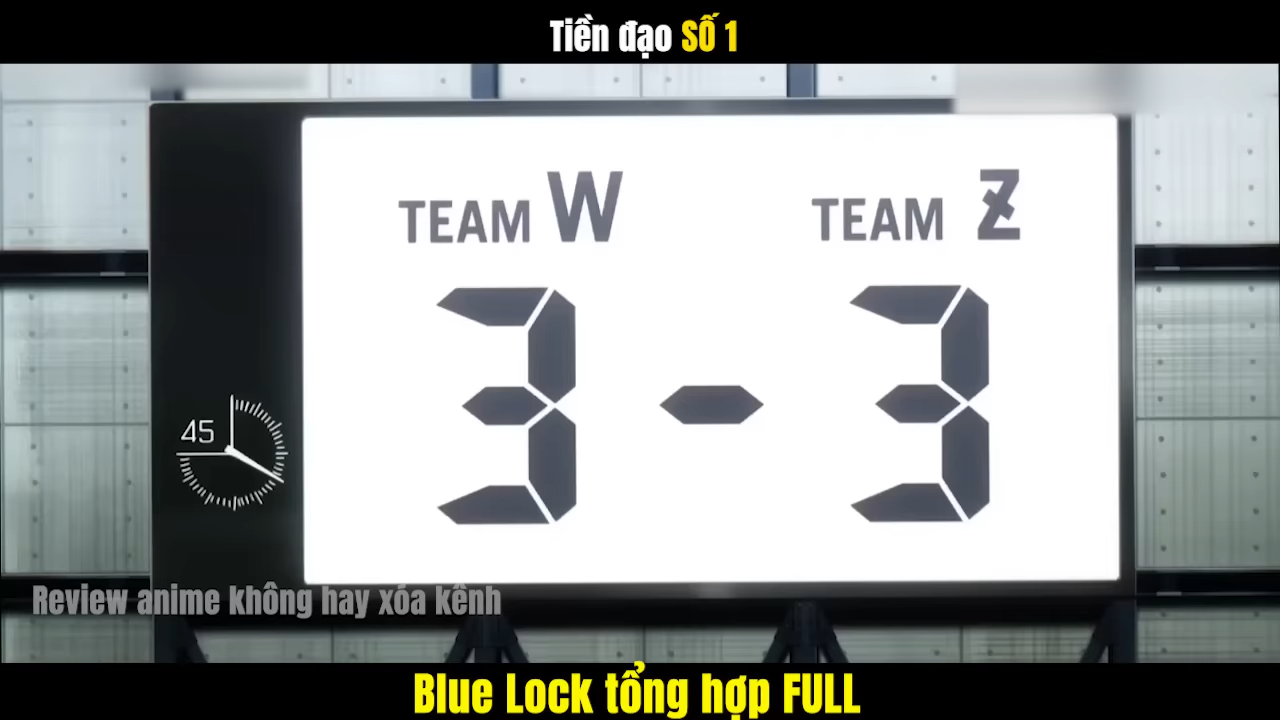 Tiền đạo SỐ 1
TEAM W TEAM Z
3 - 3
45
Review anime không hay xóa kênh
Blue Lock tổng hợp FULL